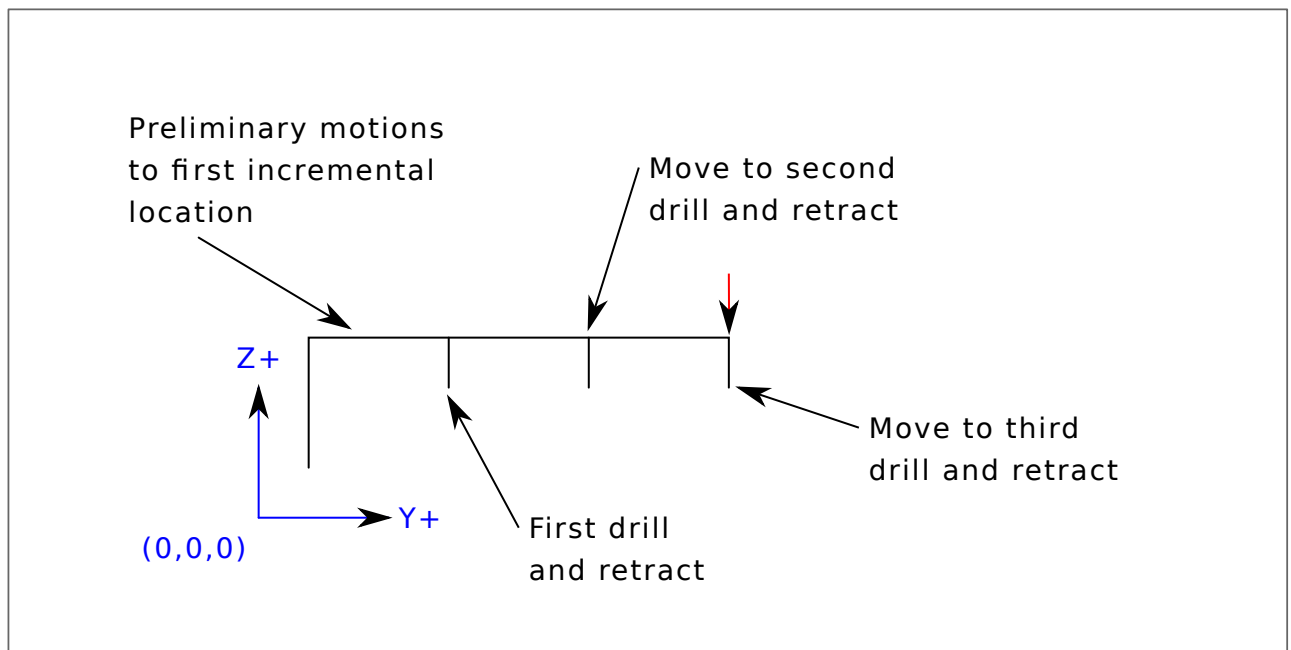 Preliminary motions
to first incremental
location
Move to second
drill and retract
Z+
Move to third
drill and retract
Y+
First drill
and retract
(0,0,0)